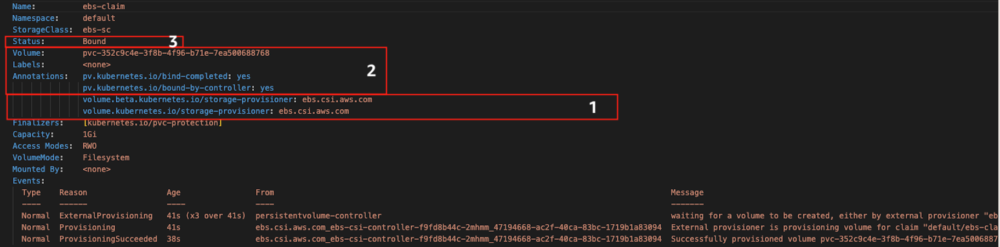 Name: ebs-claim
Namespace: default
StorageClass: ebs-sc
Status: Bound 3
Volume: pvc-352c9c4e-3f8b-4f96-b71e-7ea500688768
Labels: <none> 2
Annotations: pv.kubernetes.io/bind-completed: yes
pv.kubernetes.io/bound-by-controller: yes
volume.beta.kubernetes.io/storage-provisioner: ebs.csi.aws.com 1
volume.kubernetes.io/storage-provisioner: ebs.csi.aws.com
Finalizers: [kubernetes.io/pvc-protection]
Capacity: 1Gi
Access Modes: RWO
VolumeMode: Filesystem
Mounted By: <none>
Events:
Type Reason Age From Message
---- ------ ---- ---- -------
Normal ExternalProvisioning 41s (x3 over 41s) persistentvolume-controller waiting for a volume to be created, either by external provisioner "eb
Normal Provisioning 41s ebs.csi.aws.com_ebs-csi-controller-f9fd8b44c-2mhmm_47194668-ac2f-40ca-83bc-1719b1a83094 External provisioner is provisioning volume for claim "default/ebs-cla
Normal ProvisioningSucceeded 38s ebs.csi.aws.com_ebs-csi-controller-f9fd8b44c-2mhmm_47194668-ac2f-40ca-83bc-1719b1a83094 Successfully provisioned volume pvc-352c9c4e-3f8b-4f96-b71e-7ea5006887